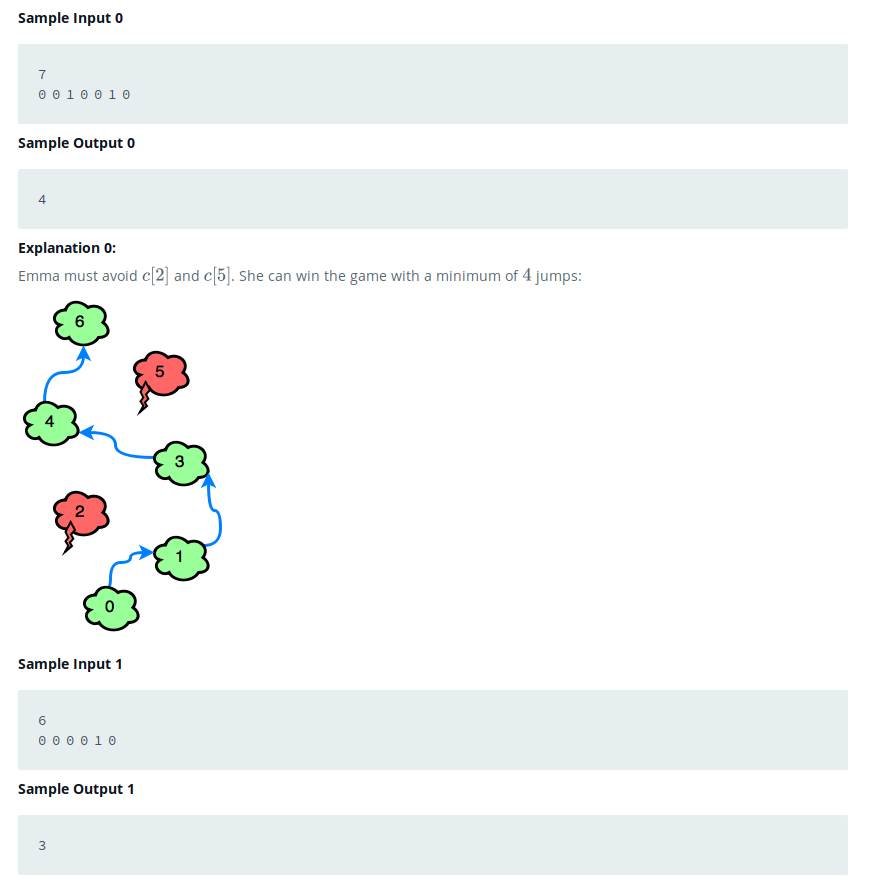 Sample Input 0
7
0 0 1 0 0 1 0
Sample Output 0
4
Explanation 0:
Emma must avoid c[2] and c[5]. She can win the game with a minimum of 4 jumps:
6
5
4
3
2
1
0
Sample Input 1
6
0 0 0 0 1 0
Sample Output 1
3